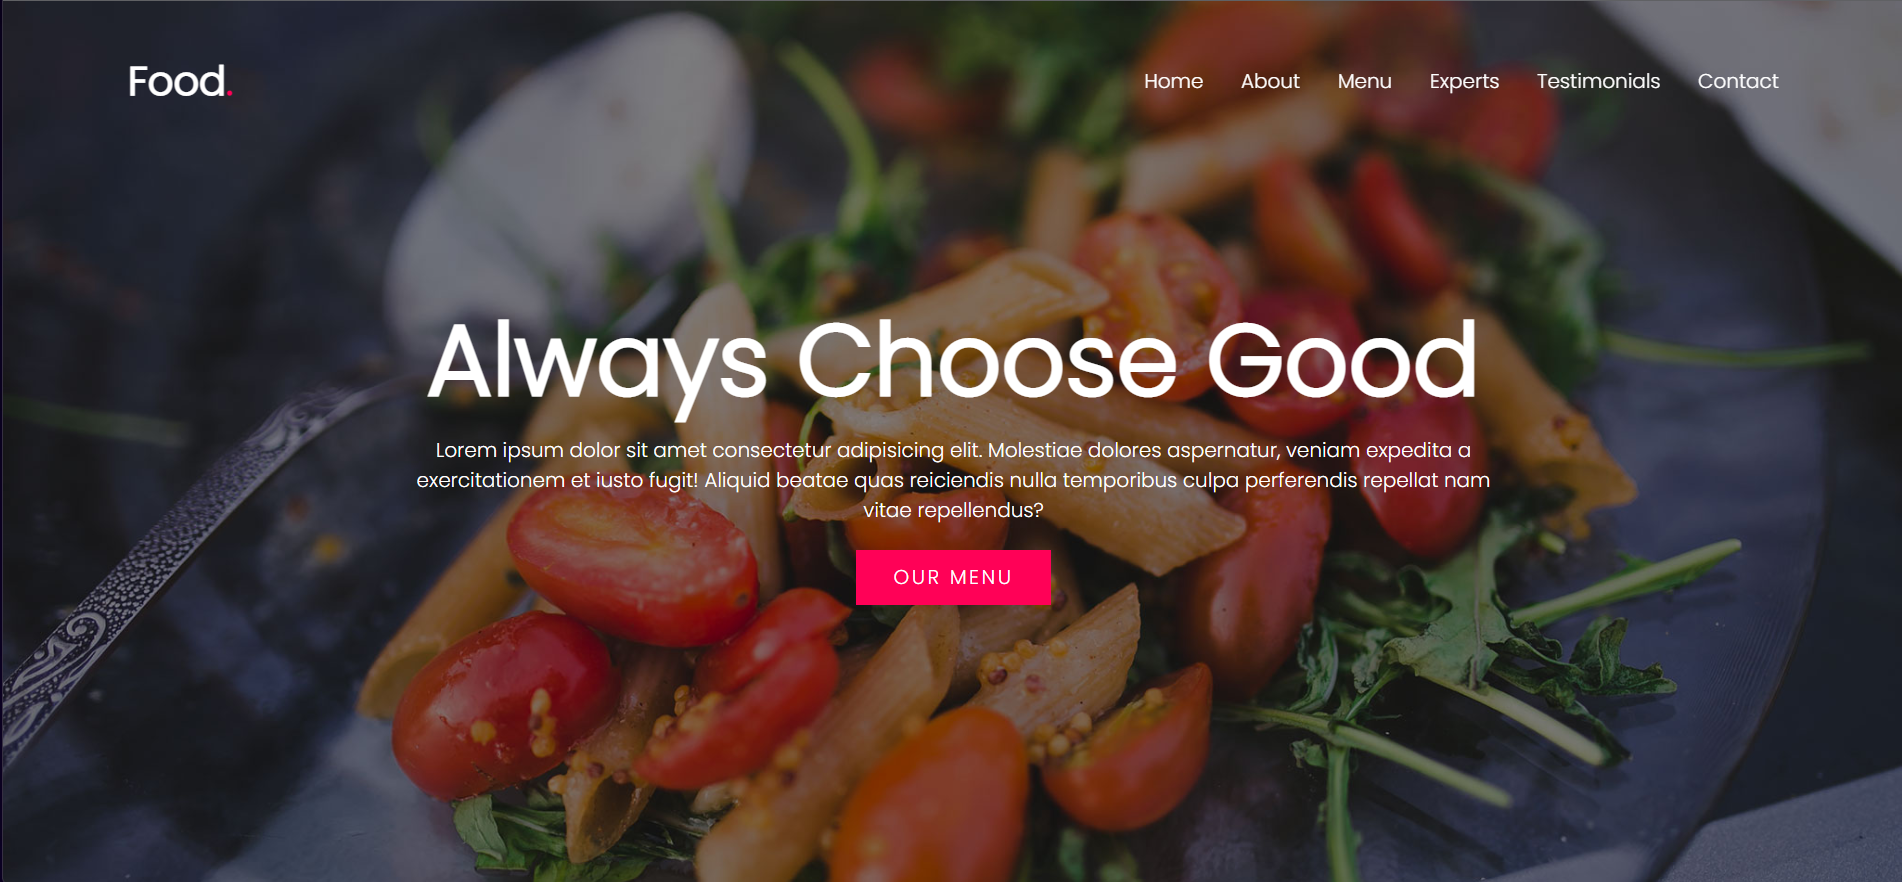 Food.
Home About Menu Experts Testimonials Contact
Always Choose Good
Lorem ipsum dolor sit amet consectetur adipisicing elit. Molestiae dolores aspernatur, veniam expedita a
exercitationem et iusto fugit! Aliquid beatae quas reiciendis nulla temporibus culpa perferendis repellat nam
vitae repellendus?
OUR MENU